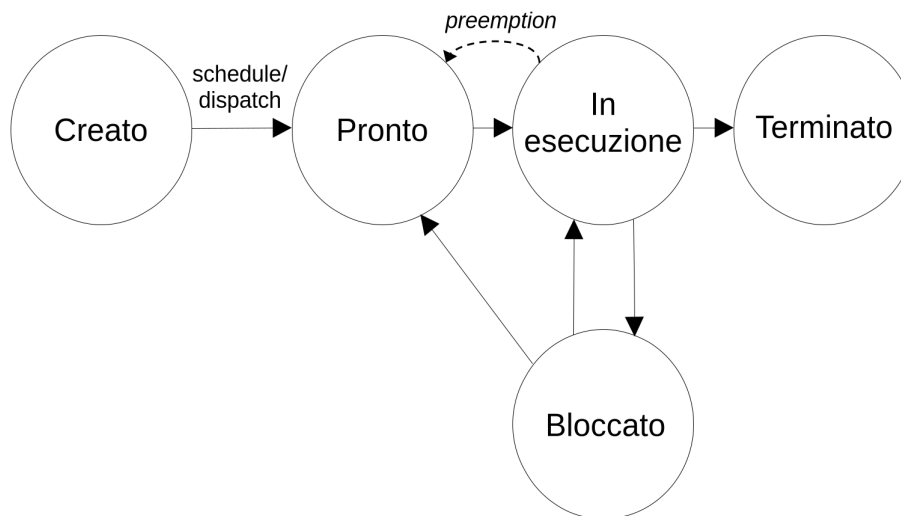 preemption
schedule/
dispatch
Creato
Pronto
In
esecuzione
Terminato
Bloccato